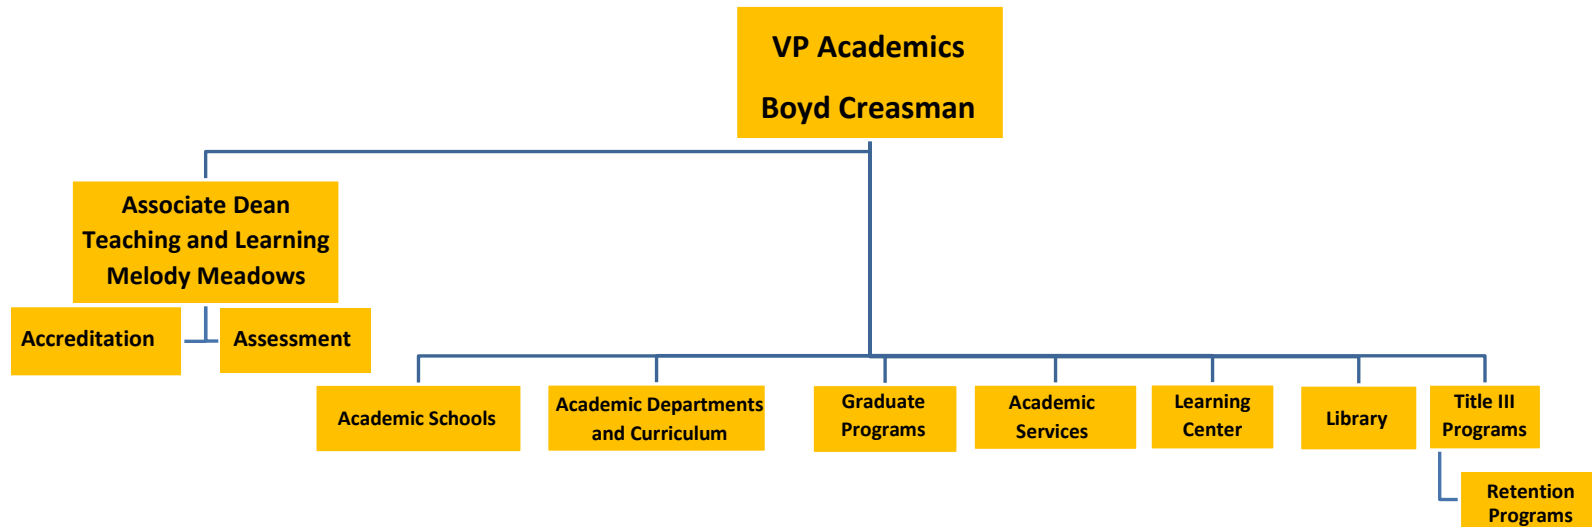 VP Academics
Boyd Creasman
Associate Dean
Teaching and Learning
Melody Meadows
Accreditation
Assessment
Academic Schools
Academic Departments
and Curriculum
Graduate
Programs
Academic
Services
Learning
Center
Library
Title III
Programs
Retention
Programs